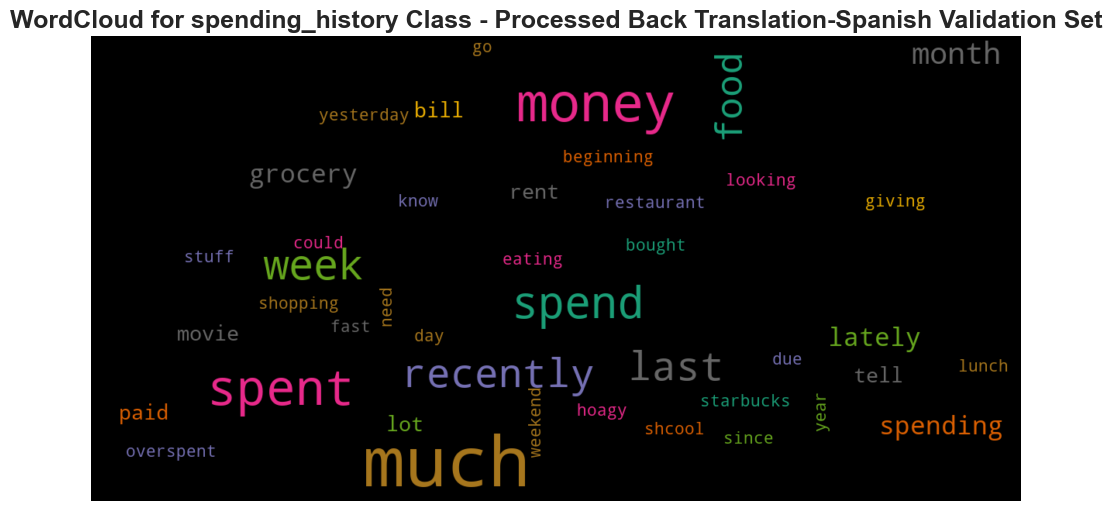 WordCloud for spending_history Class - Processed Back Translation-Spanish Validation Set
go
month
money
food
yesterday
bill
beginning
grocery
looking
know
rent
restaurant
giving
could
bought
stuff
week
eating
shopping
need
spend
movie
fast
day
lately
recently
last
due
lunch
tell
spent
paid
lot
weekend
hoagy
starbucks
year
shcool
since
spending
overspent
much